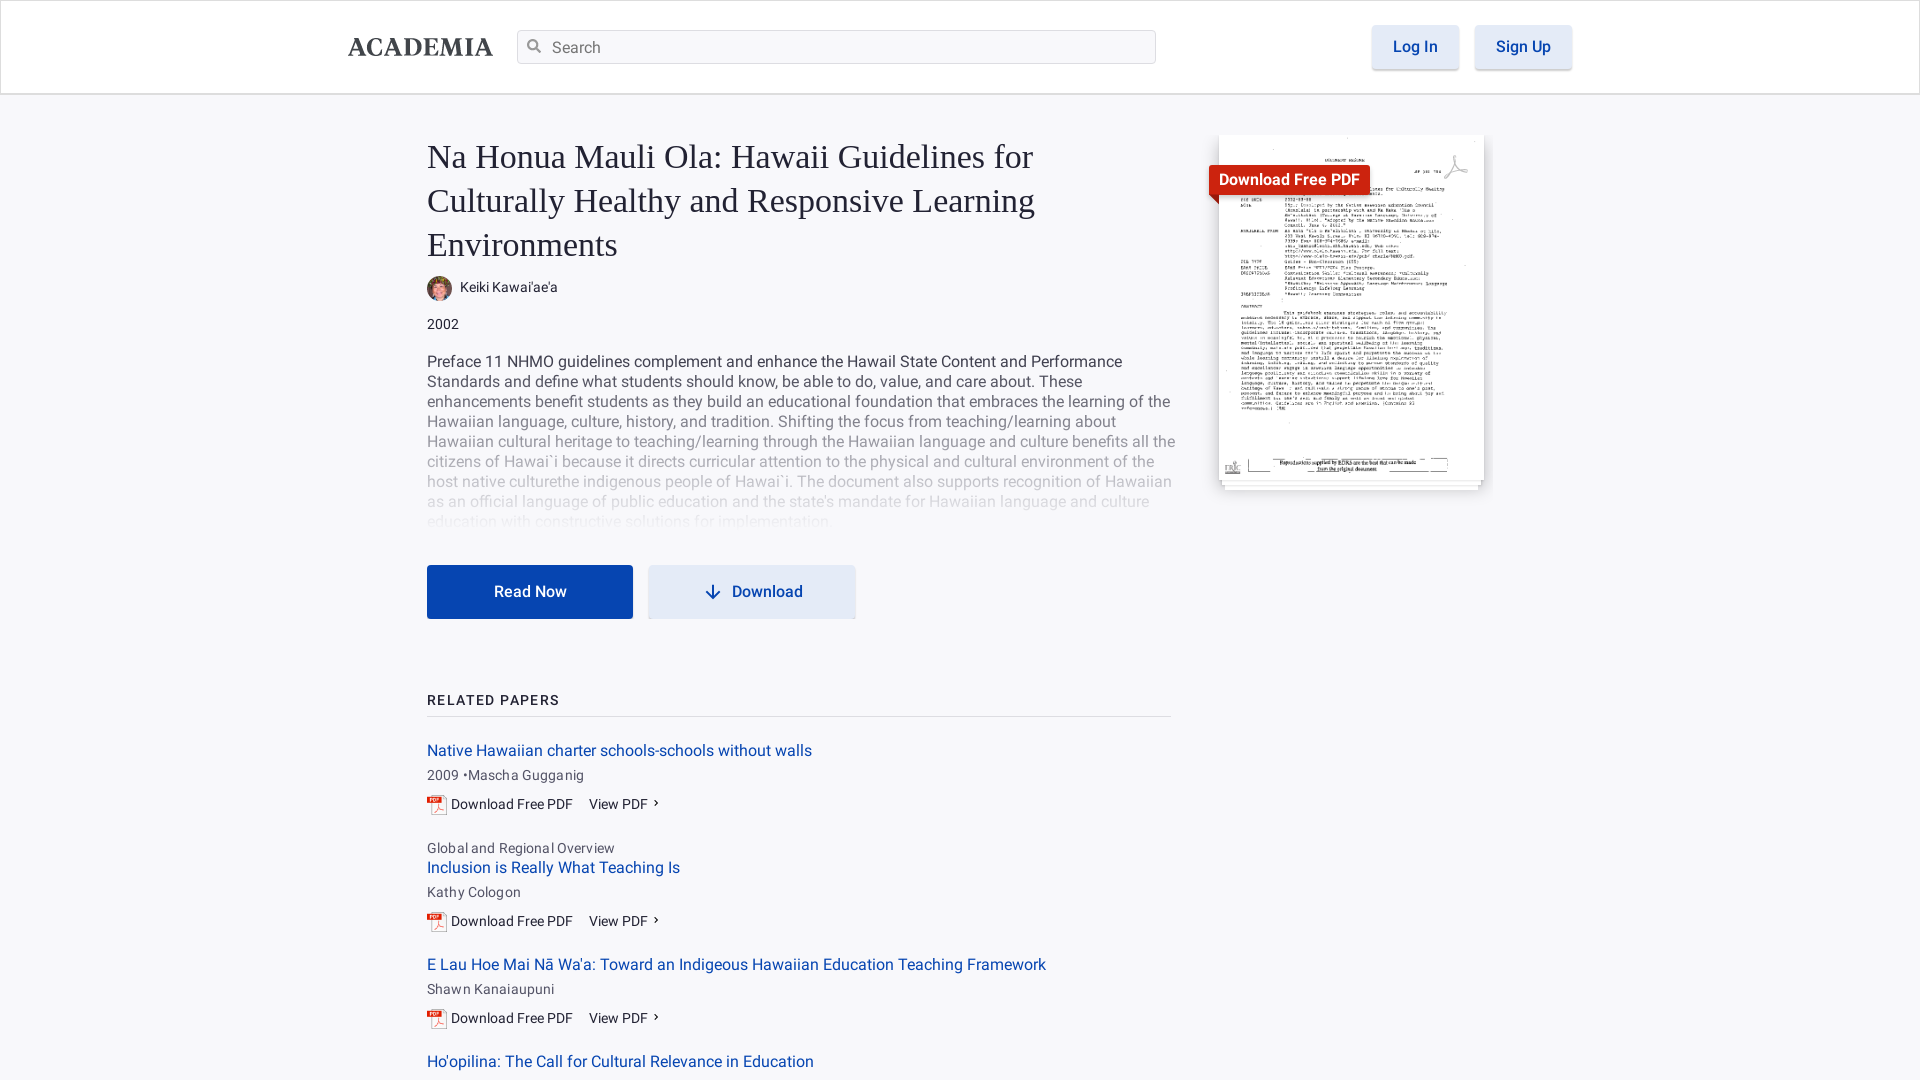 ACADEMIA
Search
Log In
Sign Up
Na Honua Mauli Ola: Hawaii Guidelines for
Culturally Healthy and Responsive Learning
Environments
Keiki Kawai'ae'a
2002
Preface 11 NHMO guidelines complement and enhance the Hawail State Content and Performance
Standards and define what students should know, be able to do, value, and care about. These
enhancements benefit students as they build an educational foundation that embraces the learning of the
Hawaiian language, culture, history, and tradition. Shifting the focus from teaching/learning about
Hawaiian cultural heritage to teaching/learning through the Hawaiian language and culture benefits all the
citizens of Hawai`i because it directs curricular attention to the physical and cultural environment of the
host native culturethe indigenous people of Hawai`i. The document also supports recognition of Hawaiian
as an official language of public education and the state's mandate for Hawaiian language and culture
education with constructive solutions for implementation.
Download Free PDF
Read Now
Download
RELATED PAPERS
Native Hawaiian charter schools-schools without walls
2009 •Mascha Gugganig
Download Free PDF
View PDF
Global and Regional Overview
Inclusion is Really What Teaching Is
Kathy Cologon
Download Free PDF
View PDF
E Lau Hoe Mai Nā Wa'a: Toward an Indigeous Hawaiian Education Teaching Framework
Shawn Kanaiaupuni
Download Free PDF
View PDF
Ho'opilina: The Call for Cultural Relevance in Education